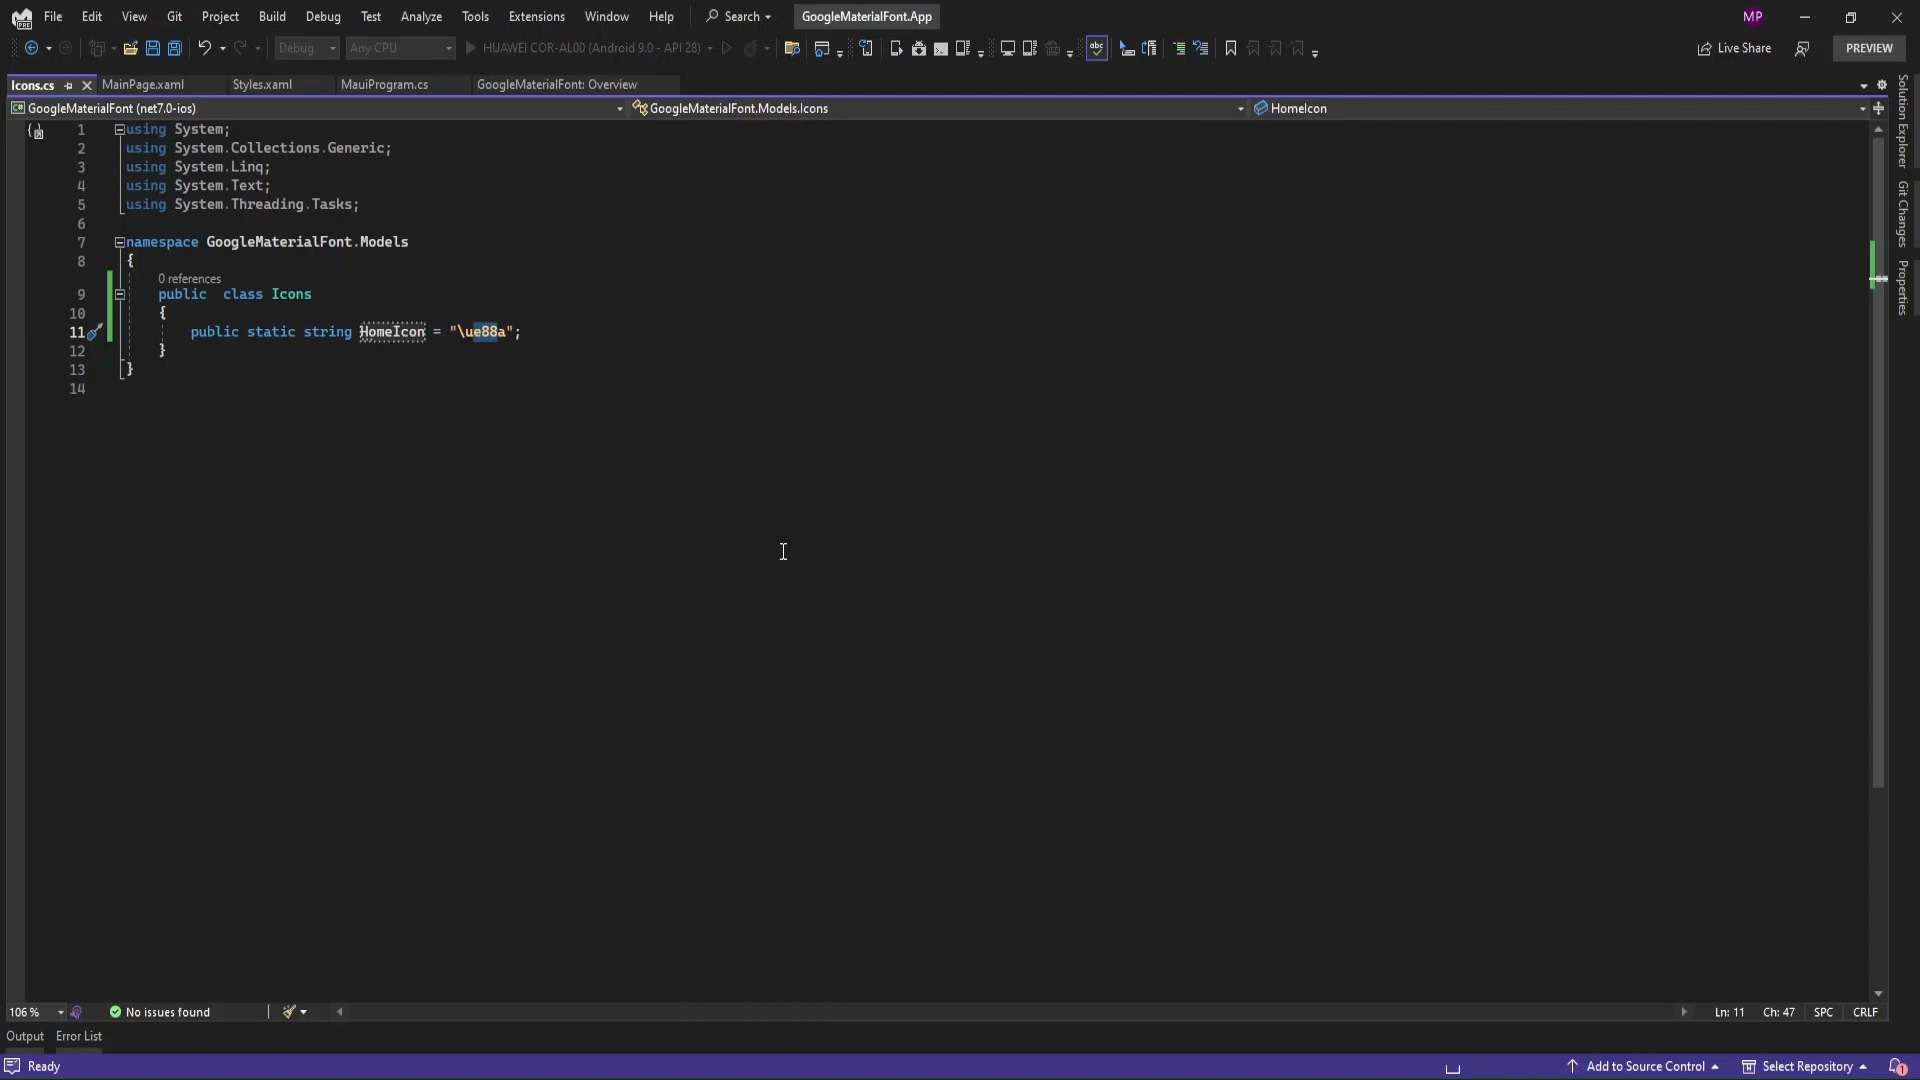 File Edit View Git Project Build Debug Test Analyze Tools Extensions Window Help Search GoogleMaterialFont.App MP
Debug Any CPU HUAWEI COR-AL00 (Android 9.0 - API 28) Live Share PREVIEW
Icons.cs MainPage.xaml Styles.xaml MauiProgram.cs GoogleMaterialFont: Overview
GoogleMaterialFont (net7.0-ios) GoogleMaterialFont.Models.Icons HomeIcon
1 using System;
2 using System.Collections.Generic;
3 using System.Linq;
4 using System.Text;
5 using System.Threading.Tasks;
6
7 namespace GoogleMaterialFont.Models
8 {
0 references
9 public class Icons
10 {
11 public static string HomeIcon = "\ue88a";
12 }
13 }
14
Solution Explorer
Git Changes
Properties
106 % No issues found Ln: 11 Ch: 47 SPC CRLF
Output Error List
Ready Add to Source Control Select Repository 1